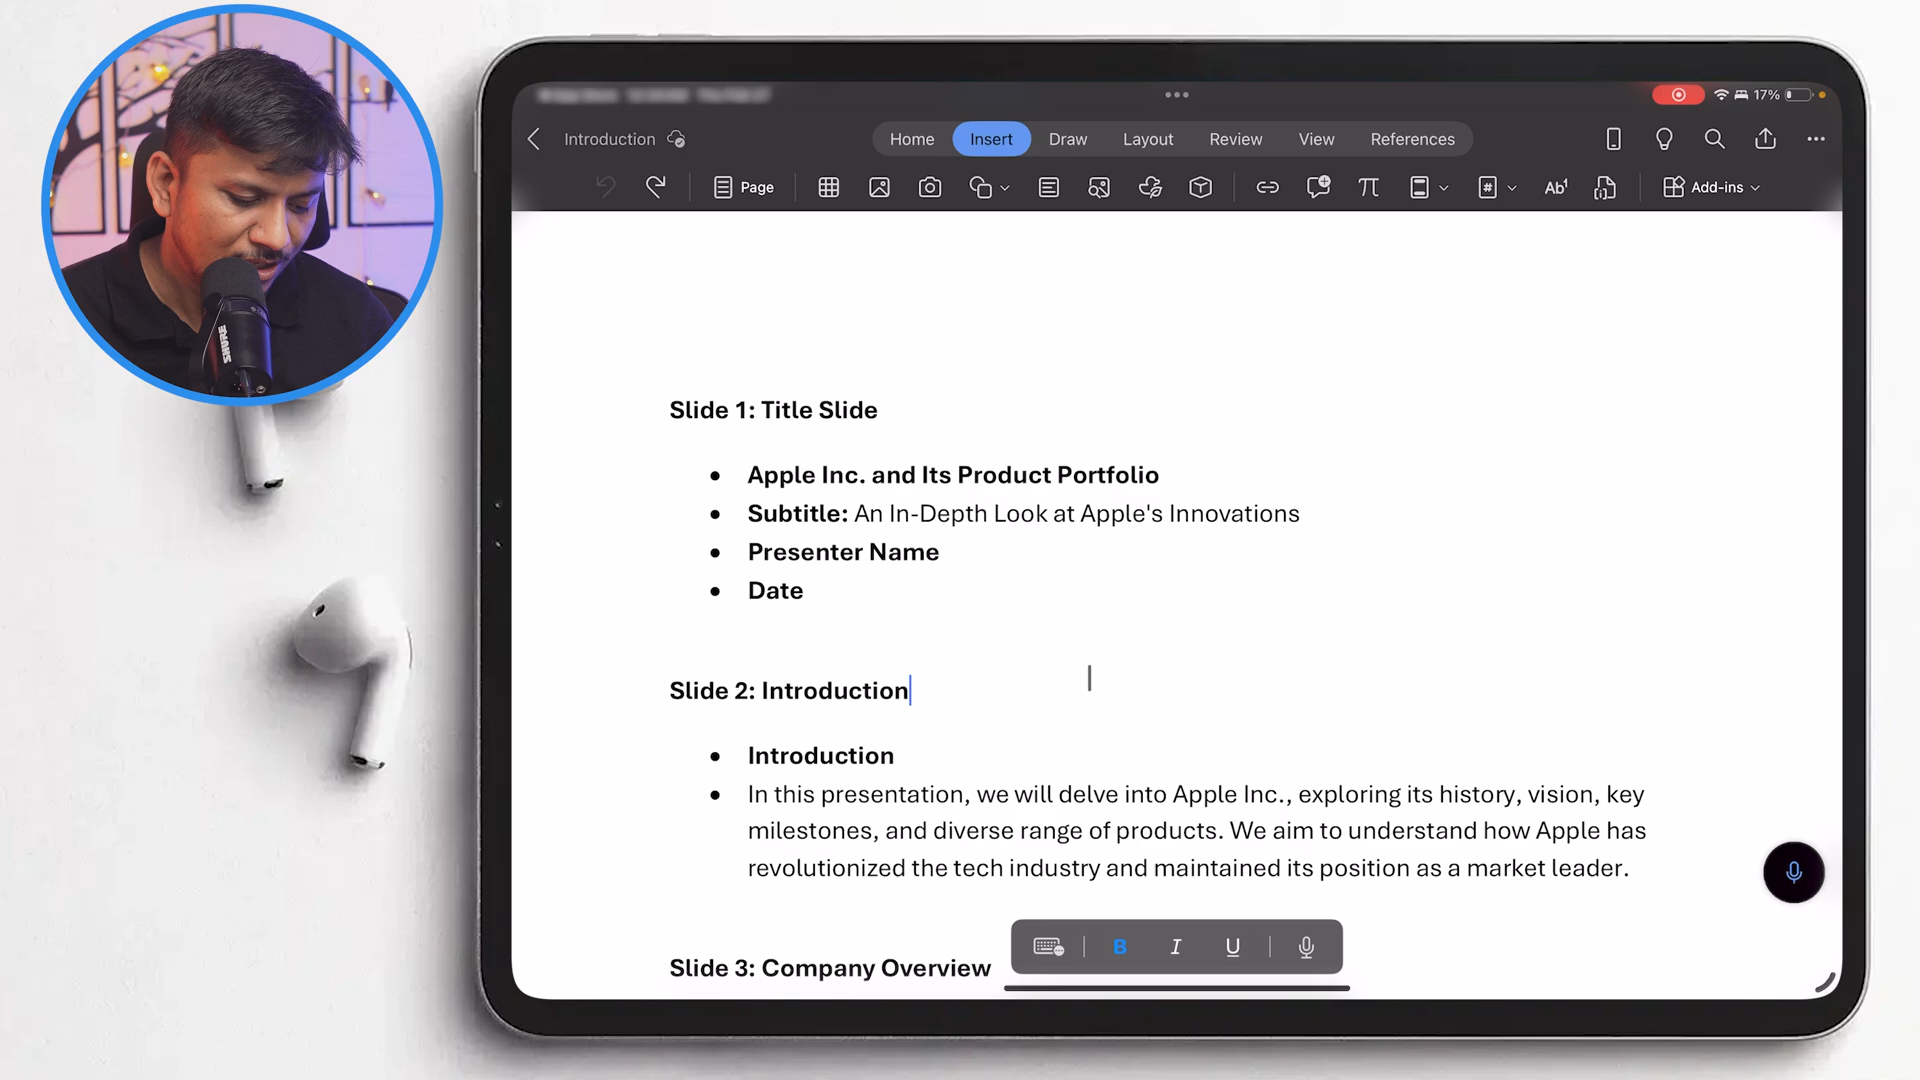 17%
Introduction
Home Insert Draw Layout Review View References
Page
Ab¹
Add-ins
Slide 1: Title Slide
• Apple Inc. and Its Product Portfolio
• Subtitle: An In-Depth Look at Apple's Innovations
• Presenter Name
• Date
Slide 2: Introduction
• Introduction
• In this presentation, we will delve into Apple Inc., exploring its history, vision, key
milestones, and diverse range of products. We aim to understand how Apple has
revolutionized the tech industry and maintained its position as a market leader.
Slide 3: Company Overview
B I U
SHURE